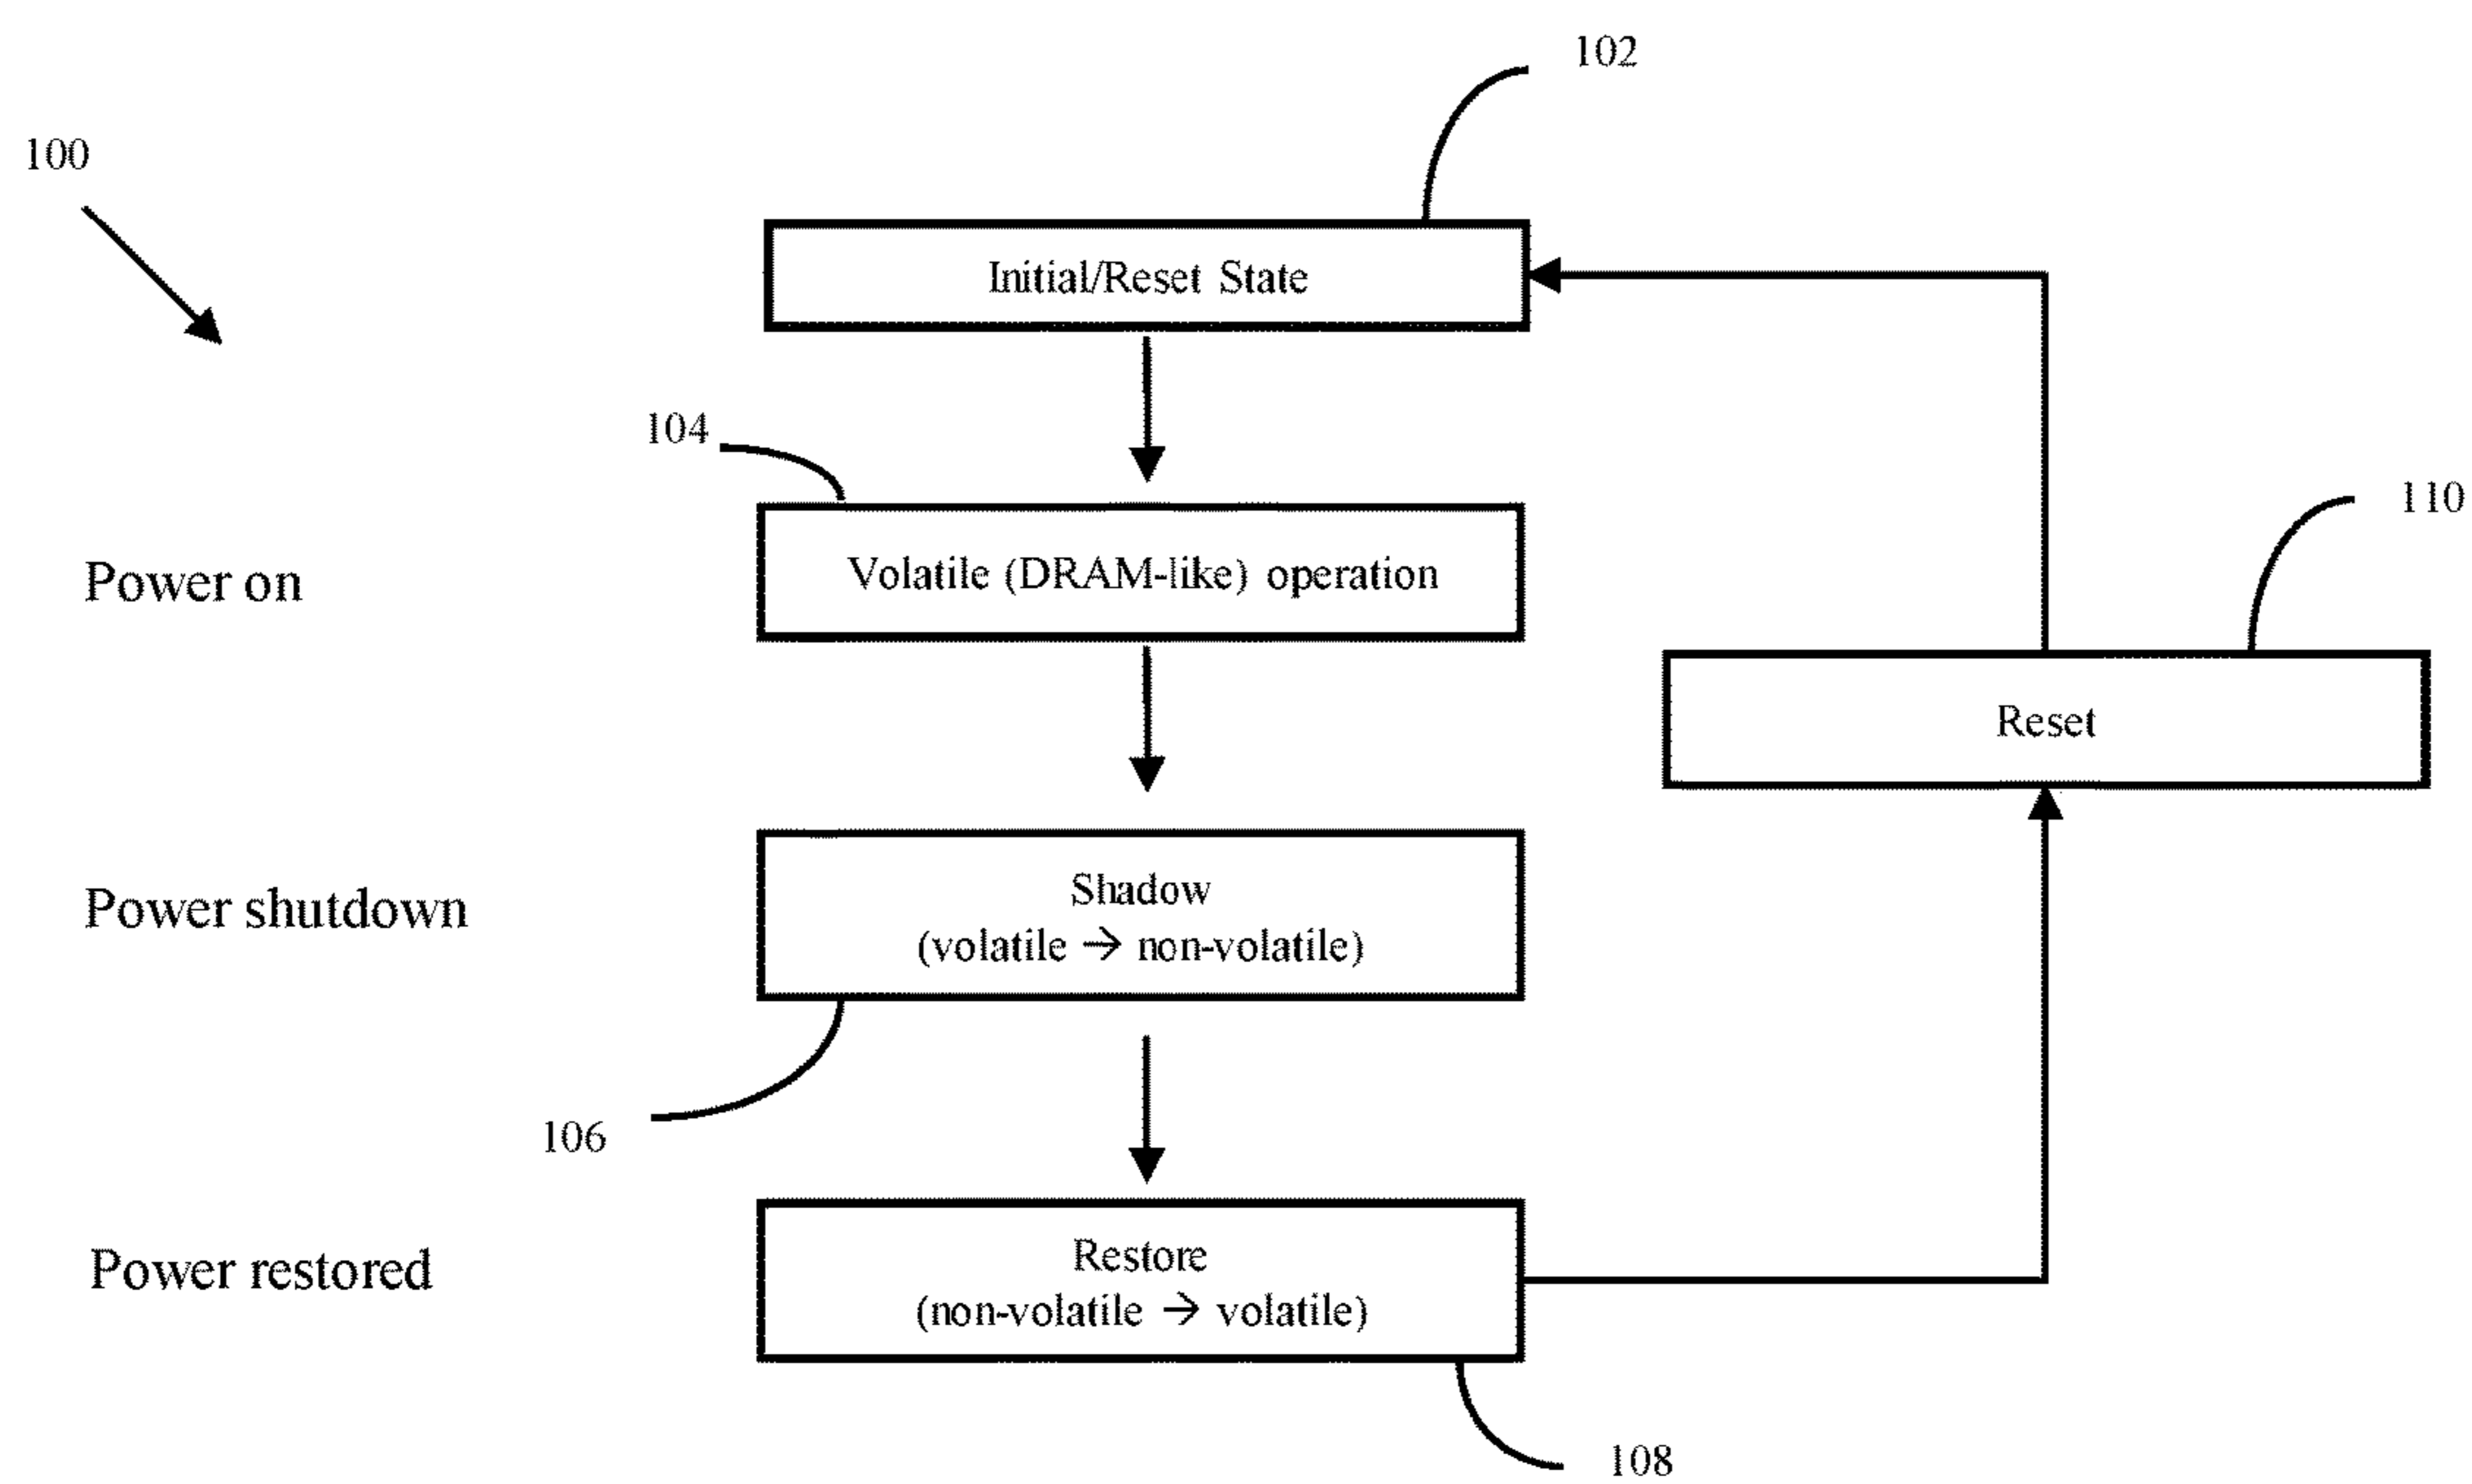 102
100
Initial/Reset State
104
110
Volatile (DRAM-like) operation
Power on
Reset
Shadow
(volatile → non-volatile)
Power shutdown
106
Restore
(non-volatile → volatile)
Power restored
108